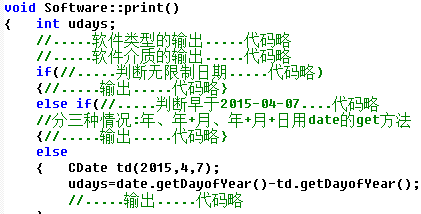 void Software::print()
{    int udays;
    //.....软件类型的输出.....代码略
    //.....软件介质的输出.....代码略
    if(//.....判断无限制日期.....代码略)
    {//.....输出.....代码略}
    else if(//.....判断早于2015-04-07....代码略
    //分三种情况:年、年+月、年+月+日用date的get方法
    {//.....输出.....代码略}
    else
    {    CDate td(2015,4,7);
        udays=date.getDayofYear()-td.getDayofYear();
        //.....输出.....代码略
    }